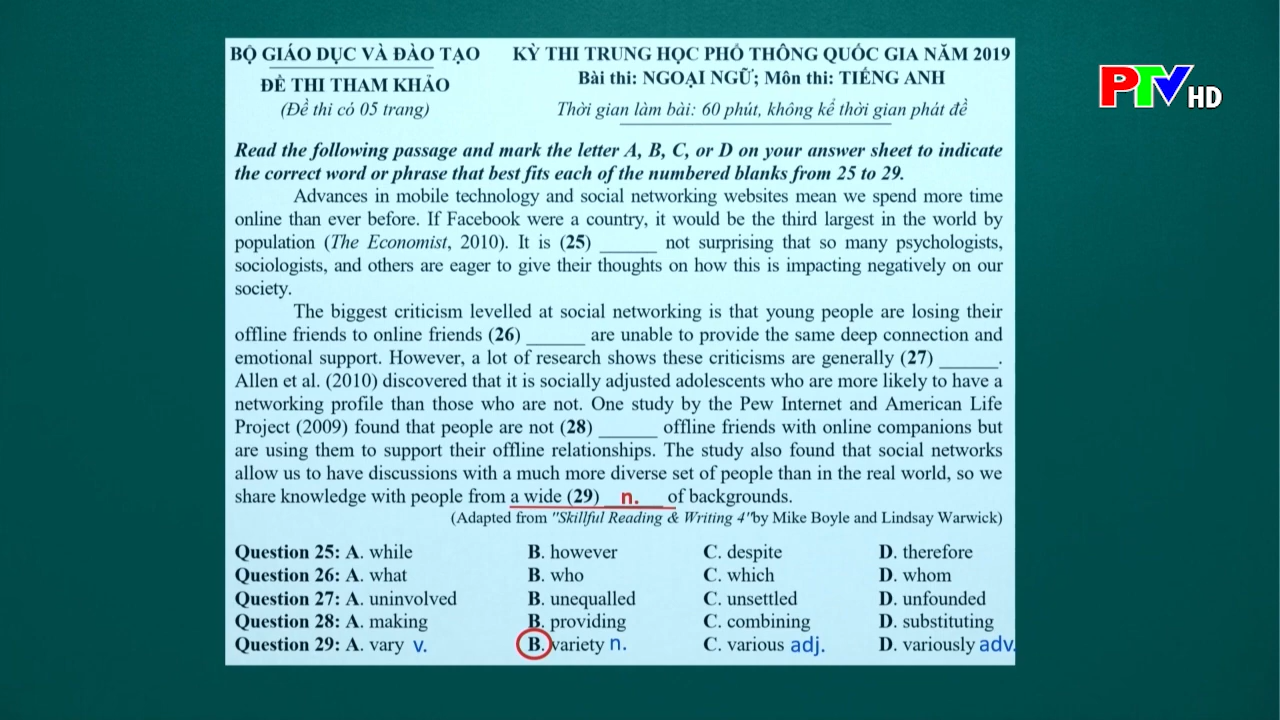 BỘ GIÁO DỤC VÀ ĐÀO TẠO
ĐỀ THI THAM KHẢO
(Đề thi có 05 trang)
KỲ THI TRUNG HỌC PHỔ THÔNG QUỐC GIA NĂM 2019
Bài thi: NGOẠI NGỮ; Môn thi: TIẾNG ANH
Thời gian làm bài: 60 phút, không kể thời gian phát đề
PTV HD
Read the following passage and mark the letter A, B, C, or D on your answer sheet to indicate
the correct word or phrase that best fits each of the numbered blanks from 25 to 29.
Advances in mobile technology and social networking websites mean we spend more time
online than ever before. If Facebook were a country, it would be the third largest in the world by
population (The Economist, 2010). It is (25) ______ not surprising that so many psychologists,
sociologists, and others are eager to give their thoughts on how this is impacting negatively on our
society.
The biggest criticism levelled at social networking is that young people are losing their
offline friends to online friends (26) ______ are unable to provide the same deep connection and
emotional support. However, a lot of research shows these criticisms are generally (27) ______.
Allen et al. (2010) discovered that it is socially adjusted adolescents who are more likely to have a
networking profile than those who are not. One study by the Pew Internet and American Life
Project (2009) found that people are not (28) ______ offline friends with online companions but
are using them to support their offline relationships. The study also found that social networks
allow us to have discussions with a much more diverse set of people than in the real world, so we
share knowledge with people from a wide (29) __n.__ of backgrounds.
(Adapted from "Skillful Reading & Writing 4"by Mike Boyle and Lindsay Warwick)
Question 25: A. while B. however C. despite D. therefore
Question 26: A. what B. who C. which D. whom
Question 27: A. uninvolved B. unequalled C. unsettled D. unfounded
Question 28: A. making B. providing C. combining D. substituting
Question 29: A. vary v. B. variety n. C. various adj. D. variously adv.